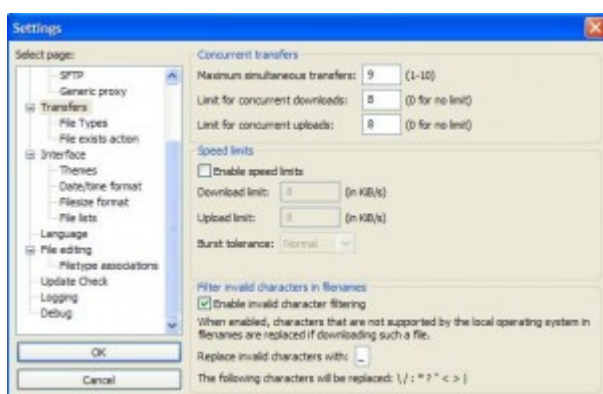 Settings
Select page:
SFTP
Generic proxy
Transfers
File Types
File exists action
Interface
Themes
Date/time format
Filesize format
File lists
Language
File editing
Filetype associations
Update Check
Logging
Debug
OK
Cancel
Concurrent transfers
Maximum simultaneous transfers: 9 (1-10)
Limit for concurrent downloads: 8 (0 for no limit)
Limit for concurrent uploads: 8 (0 for no limit)
Speed limits
Enable speed limits
Download limit: (in KiB/s)
Upload limit: (in KiB/s)
Burst tolerance: Normal
Filter invalid characters in filenames
Enable invalid character filtering
When enabled, characters that are not supported by the local operating system in
filenames are replaced if downloading such a file.
Replace invalid characters with: _
The following characters will be replaced: \ / : * ? " < > |